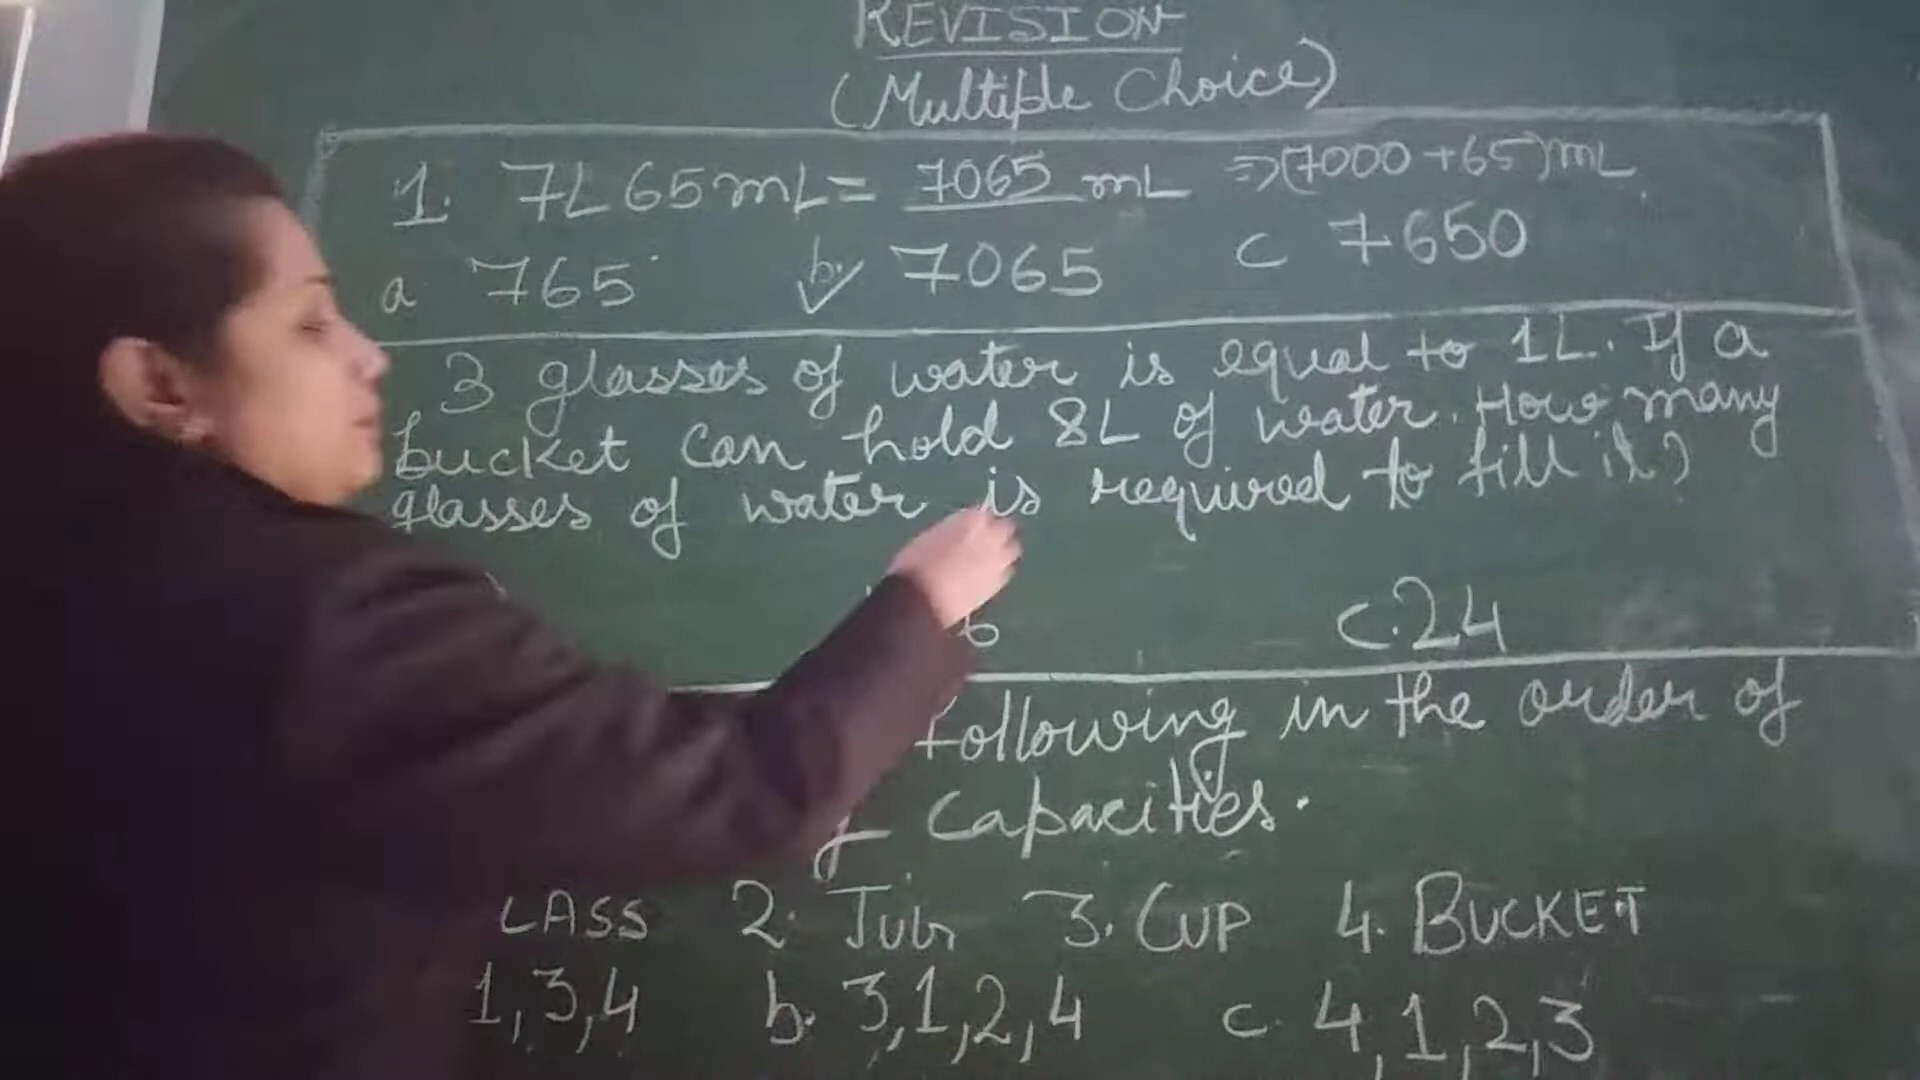 REVISION
(Multiple Choice)
1. 7L 65mL = 7065 mL ⇒ (7000 + 65) mL
a 765 b. ✓ 7065 c 7650
3 glasses of water is equal to 1L. If a
bucket can hold 8L of water. How many
glasses of water is required to fill it?
6 c. 24
following in the order of
capacities.
LASS 2. Tub 3. CUP 4. BUCKET
1,3,4 b. 3,1,2,4 c. 4,1,2,3